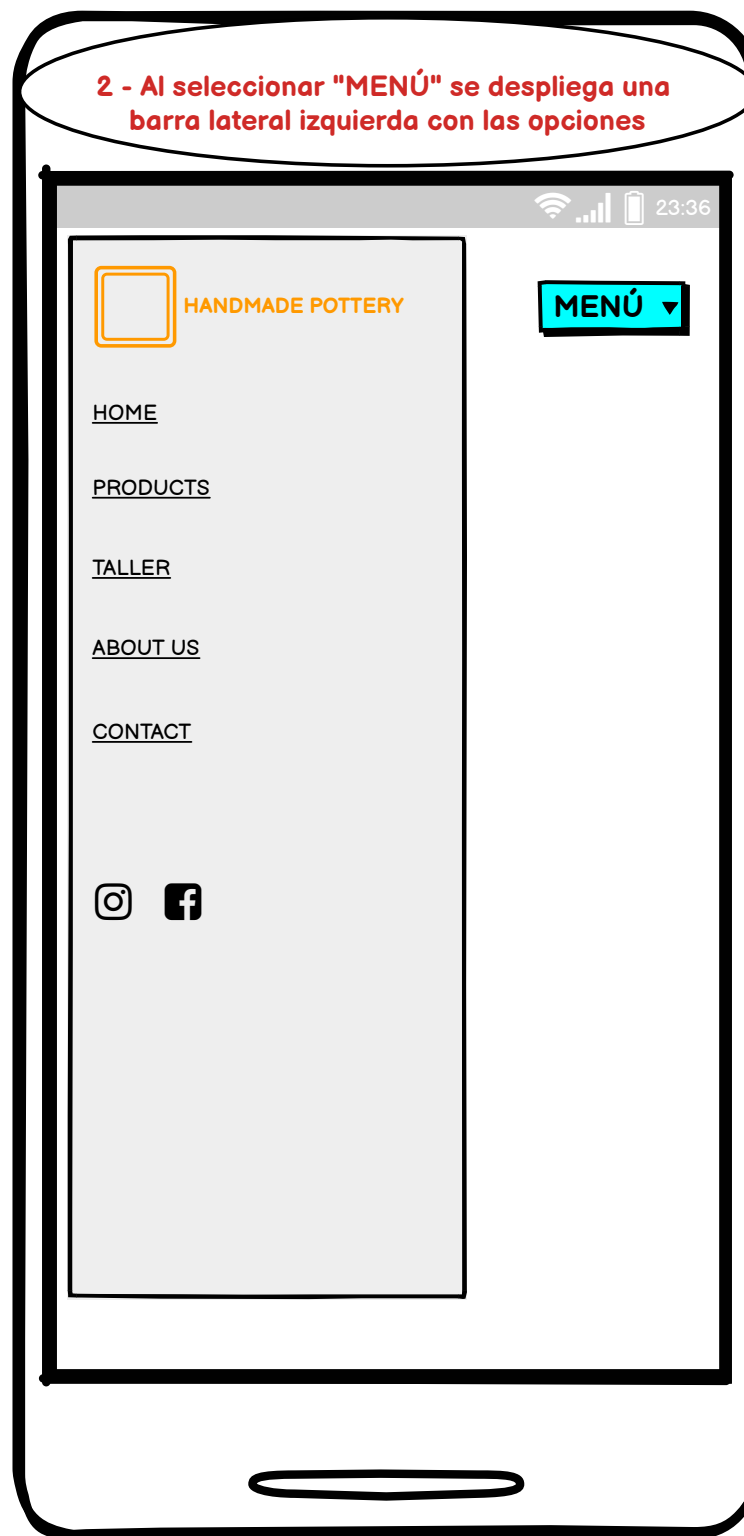 2 - Al seleccionar "MENÚ" se despliega una
barra lateral izquierda con las opciones
23:36
HANDMADE POTTERY
MENÚ
HOME
PRODUCTS
TALLER
ABOUT US
CONTACT